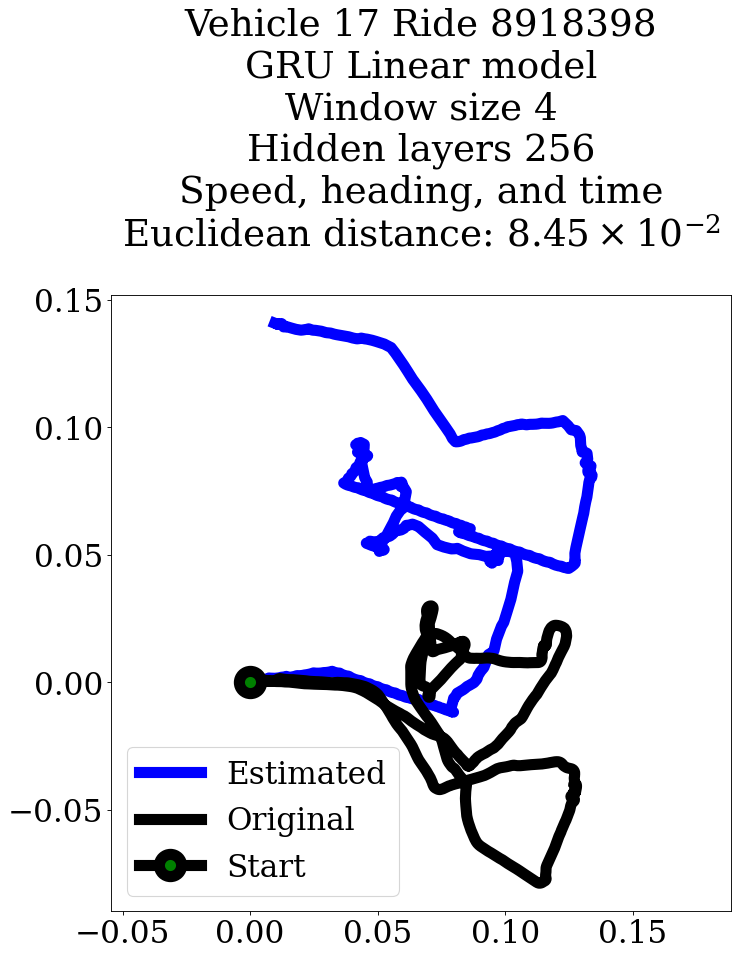 Vehicle 17 Ride 8918398
GRU Linear model
Window size 4
Hidden layers 256
Speed, heading, and time
Euclidean distance: 8.45 × 10⁻²
0.15
0.10
0.05
0.00
−0.05
Estimated
Original
Start
−0.05 0.00 0.05 0.10 0.15